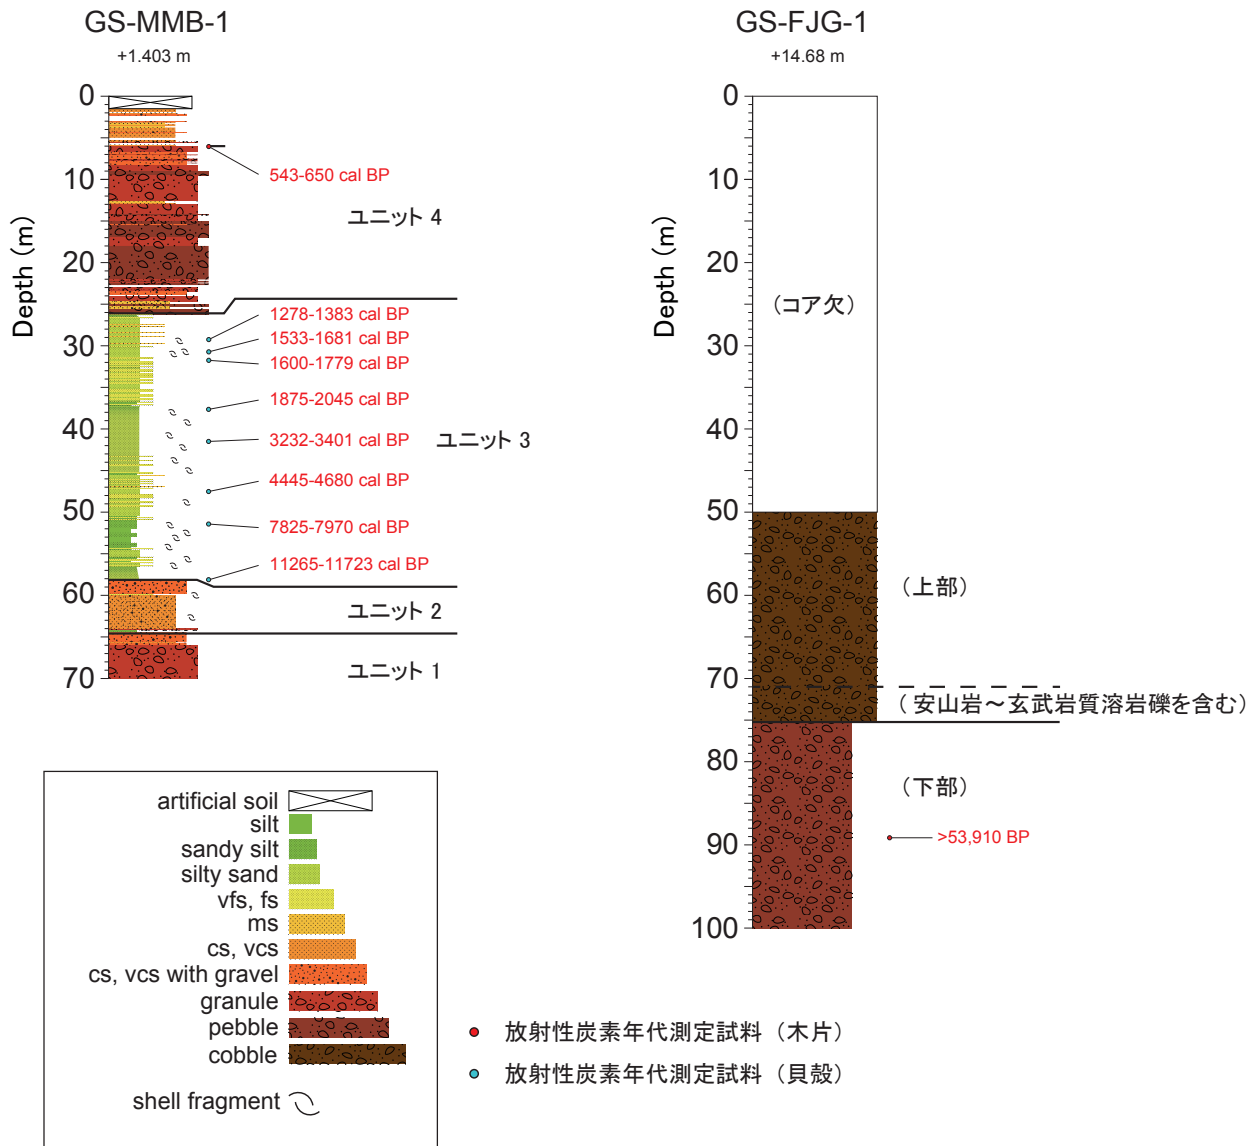 GS-MMB-1
+1.403 m
Depth (m)
0
10
20
30
40
50
60
70
543-650 cal BP
ユニット 4
1278-1383 cal BP
1533-1681 cal BP
1600-1779 cal BP
1875-2045 cal BP
3232-3401 cal BP
ユニット 3
4445-4680 cal BP
7825-7970 cal BP
11265-11723 cal BP
ユニット 2
ユニット 1
GS-FJG-1
+14.68 m
Depth (m)
0
10
20
30
40
50
60
70
80
90
100
(コア欠)
(上部)
(安山岩～玄武岩質溶岩礫を含む)
(下部)
>53,910 BP
artificial soil
silt
sandy silt
silty sand
vfs, fs
ms
cs, vcs
cs, vcs with gravel
granule
pebble
cobble
shell fragment
放射性炭素年代測定試料（木片）
放射性炭素年代測定試料（貝殻）